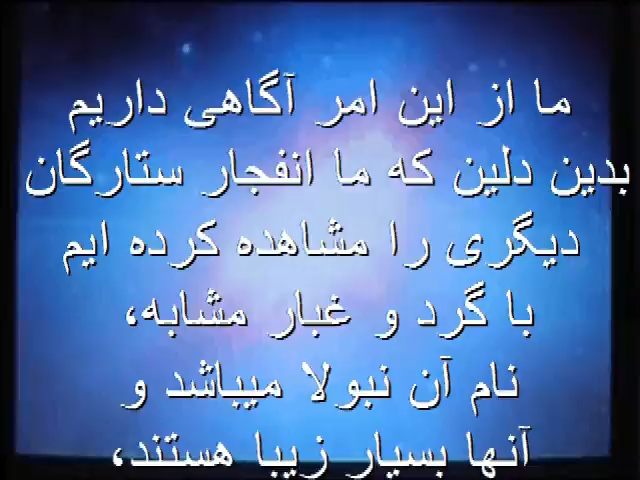 ما از این امر آگاهی داریم
بدین دلین که ما انفجار ستارگان
دیگری را مشاهده کرده ایم
با گرد و غبار مشابه،
نام آن نبولا میباشد و
آنها بسیار زیبا هستند،